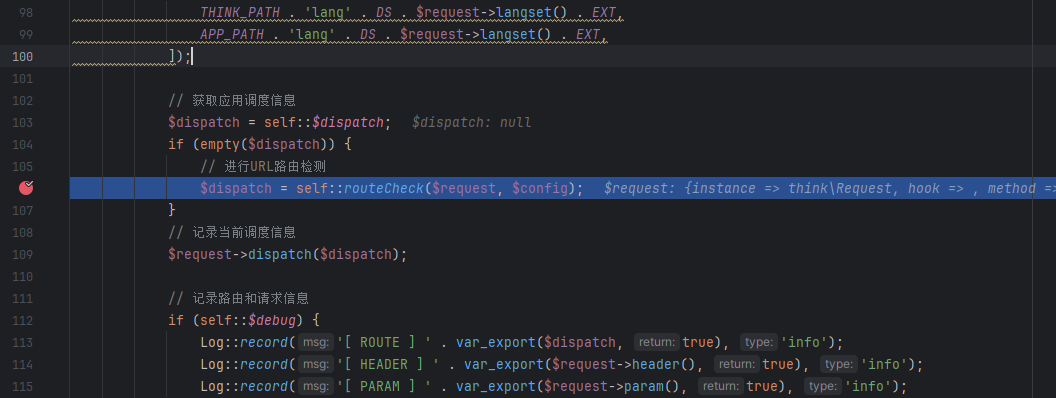 98 THINK_PATH . 'lang' . DS . $request->langset() . EXT,
99 APP_PATH . 'lang' . DS . $request->langset() . EXT,
100 ]);
101
102 // 获取应用调度信息
103 $dispatch = self::$dispatch; $dispatch: null
104 if (empty($dispatch)) {
105 // 进行URL路由检测
$dispatch = self::routeCheck($request, $config); $request: {instance => think\Request, hook => , method =>
107 }
108 // 记录当前调度信息
109 $request->dispatch($dispatch);
110
111 // 记录路由和请求信息
112 if (self::$debug) {
113 Log::record( msg: '[ ROUTE ] ' . var_export($dispatch, return: true), type: 'info');
114 Log::record( msg: '[ HEADER ] ' . var_export($request->header(), return: true), type: 'info');
115 Log::record( msg: '[ PARAM ] ' . var_export($request->param(), return: true), type: 'info');